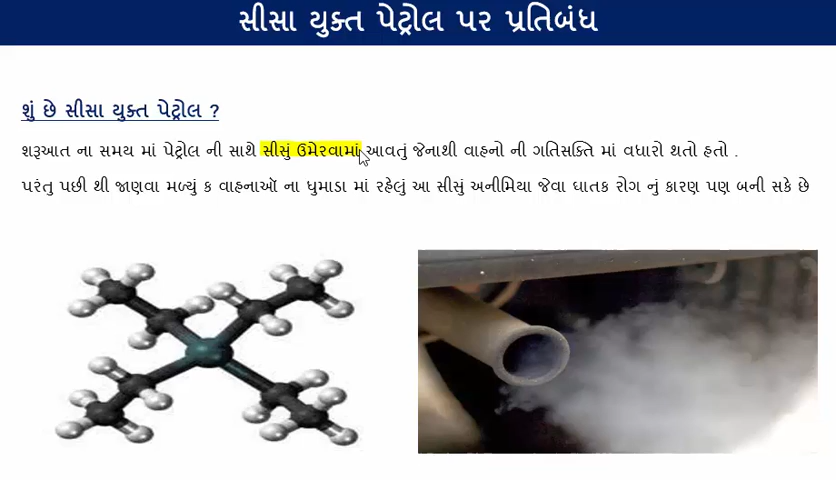 સીસા યુક્ત પેટ્રોલ પર પ્રતિબંધ
શું છે સીસા યુક્ત પેટ્રોલ ?
શરૂઆત ના સમય માં પેટ્રોલ ની સાથે સીસું ઉમેરવામાં આવતું જેનાથી વાહનો ની ગતિસક્તિ માં વધારો થતો હતો .
પરંતુ પછી થી જાણવા મળ્યું ક વાહનાઓ ના ધુમાડા માં રહેલું આ સીસું અનીમિયા જેવા ઘાતક રોગ નું કારણ પણ બની સકે છે